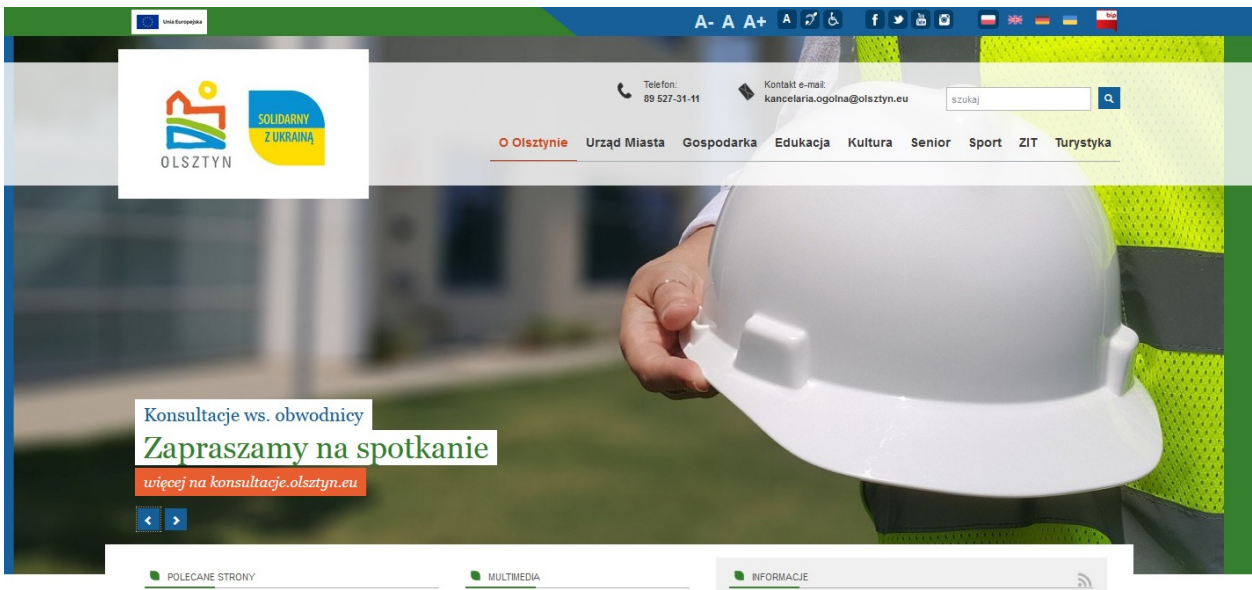 Unia Europejska
A- A A+ A
bip
Telefon:
89 527-31-11
Kontakt e-mail:
kancelaria.ogolna@olsztyn.eu
szukaj
OLSZTYN
SOLIDARNY
Z UKRAINĄ
O Olsztynie Urząd Miasta Gospodarka Edukacja Kultura Senior Sport ZIT Turystyka
Konsultacje ws. obwodnicy
Zapraszamy na spotkanie
więcej na konsultacje.olsztyn.eu
POLECANE STRONY
MULTIMEDIA
INFORMACJE